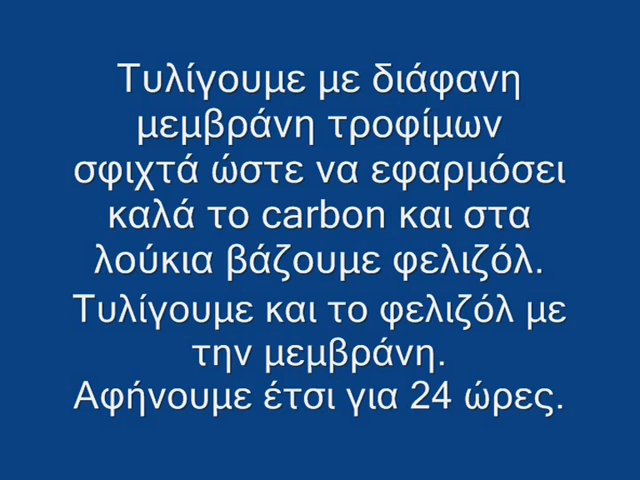 Τυλίγουμε με διάφανη
μεμβράνη τροφίμων
σφιχτά ώστε να εφαρμόσει
καλά το carbon και στα
λούκια βάζουμε φελιζόλ.
Τυλίγουμε και το φελιζόλ με
την μεμβράνη.
Αφήνουμε έτσι για 24 ώρες.